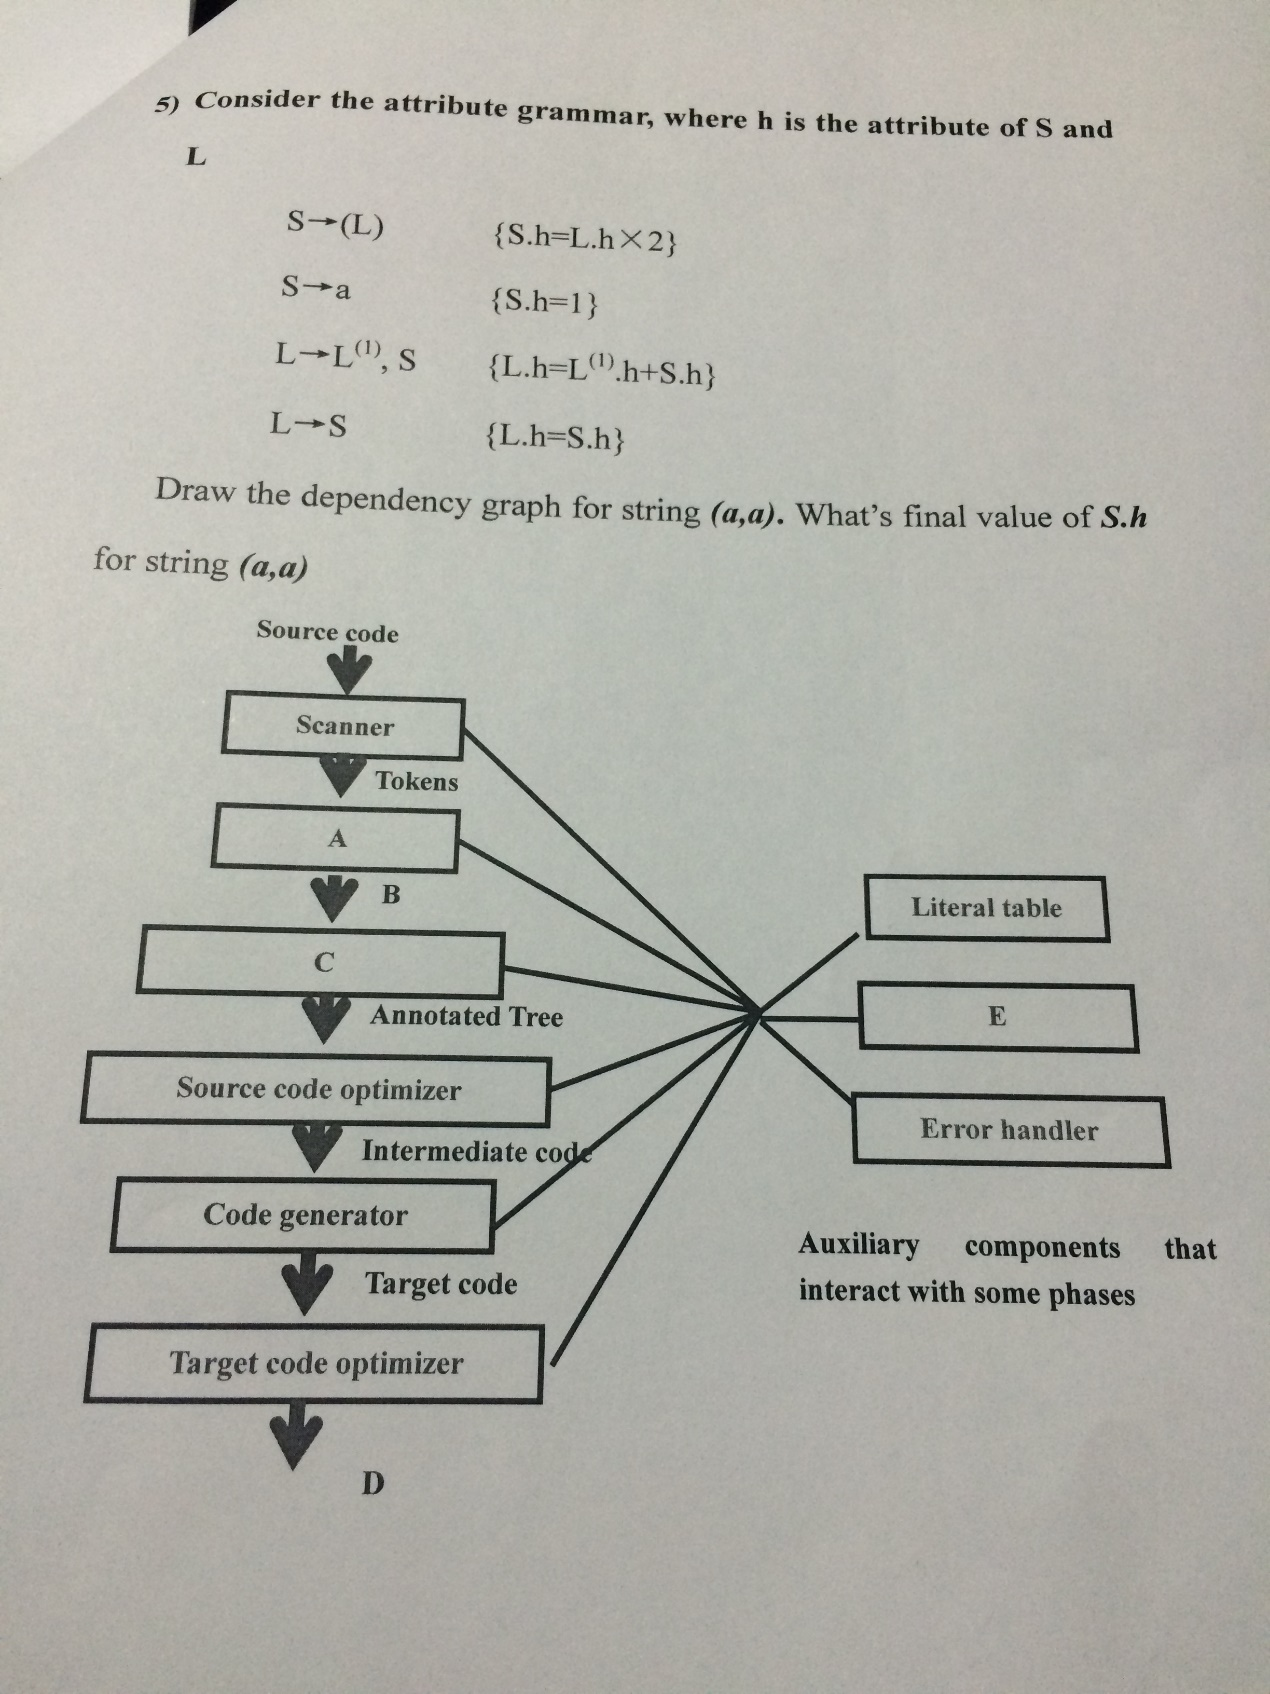 5) Consider the attribute grammar, where h is the attribute of S and
L
S→(L) {S.h=L.h×2}
S→a {S.h=1}
L→L⁽¹⁾, S {L.h=L⁽¹⁾.h+S.h}
L→S {L.h=S.h}
Draw the dependency graph for string (a,a). What's final value of S.h
for string (a,a)
Source code
Scanner
Tokens
A
B
C
Annotated Tree
Source code optimizer
Intermediate code
Code generator
Target code
Target code optimizer
D
Literal table
E
Error handler
Auxiliary components that
interact with some phases